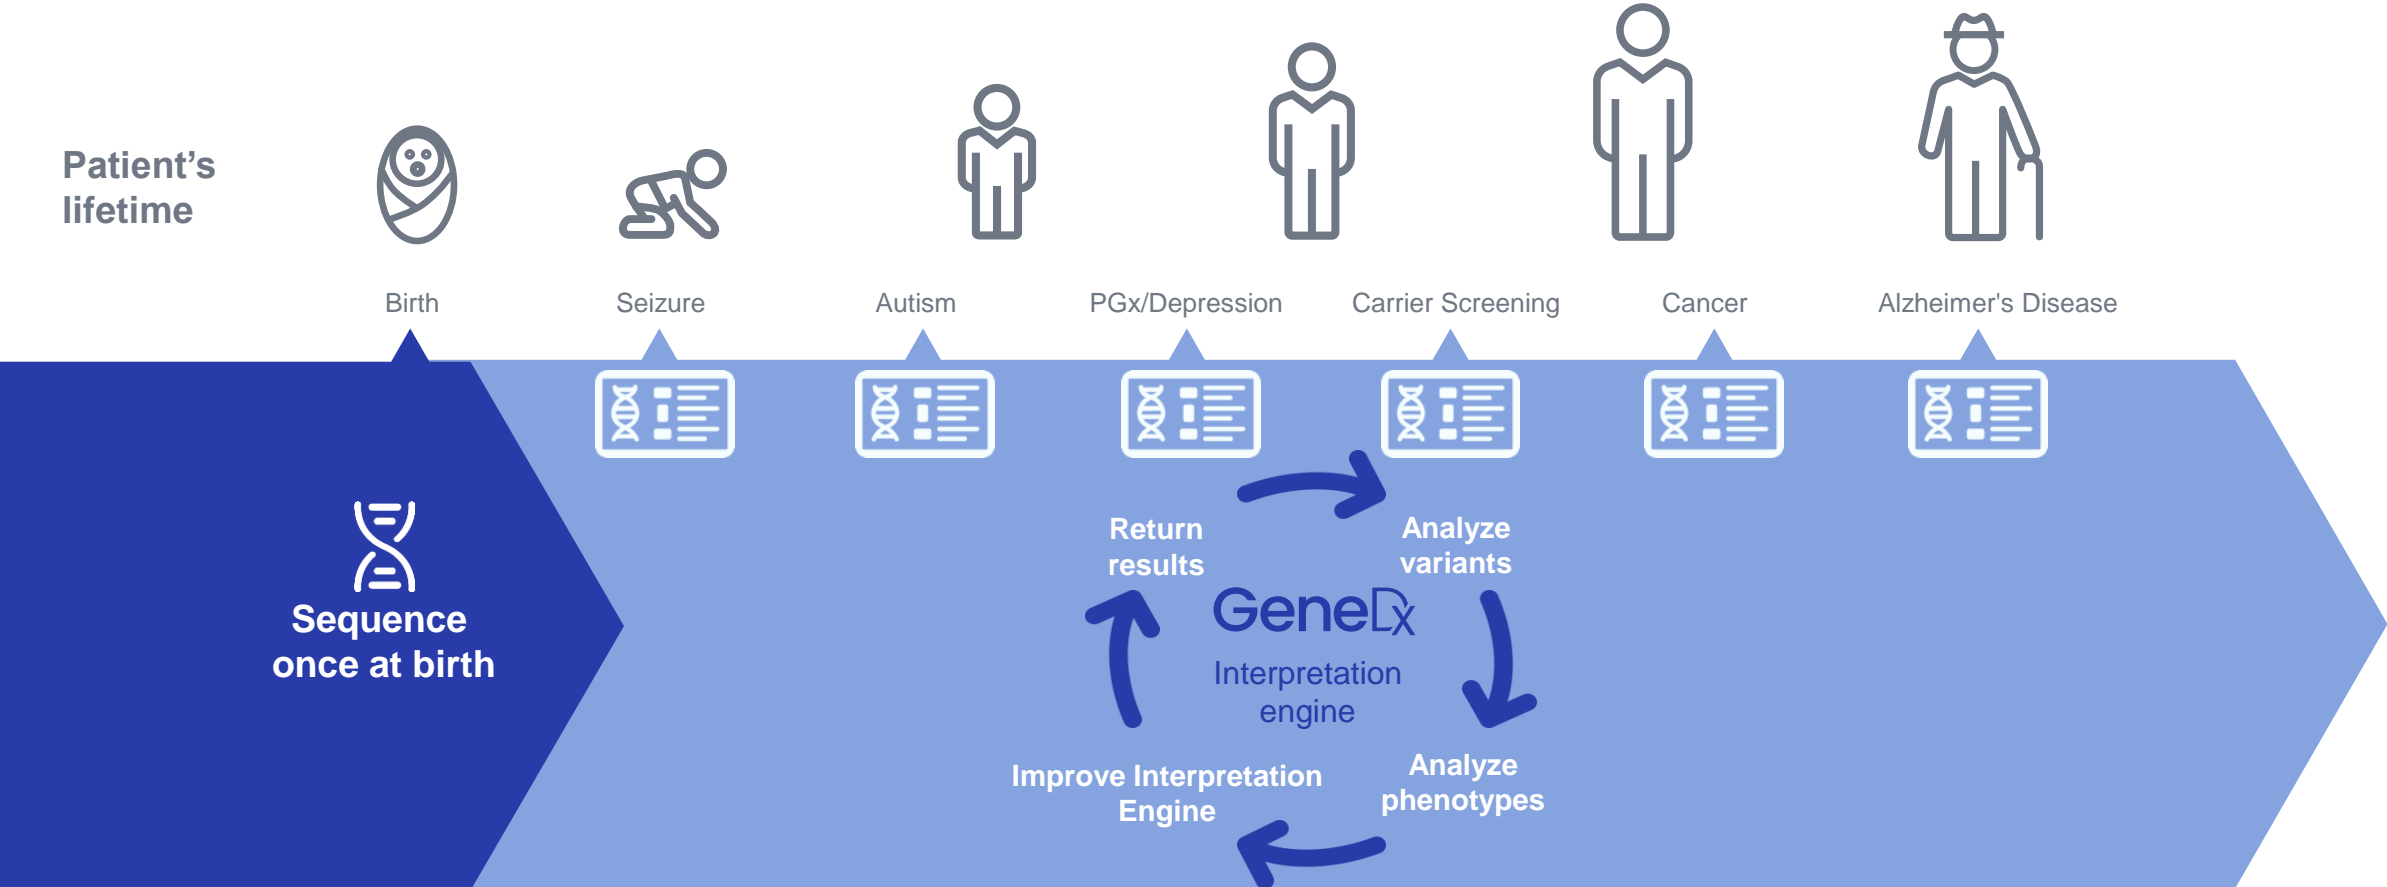 Patient's
lifetime
Birth
Seizure
Autism
PGx/Depression
Carrier Screening
Cancer
Alzheimer's Disease
Sequence
once at birth
Return
results
Analyze
variants
GeneDx
Interpretation
engine
Improve Interpretation
Engine
Analyze
phenotypes